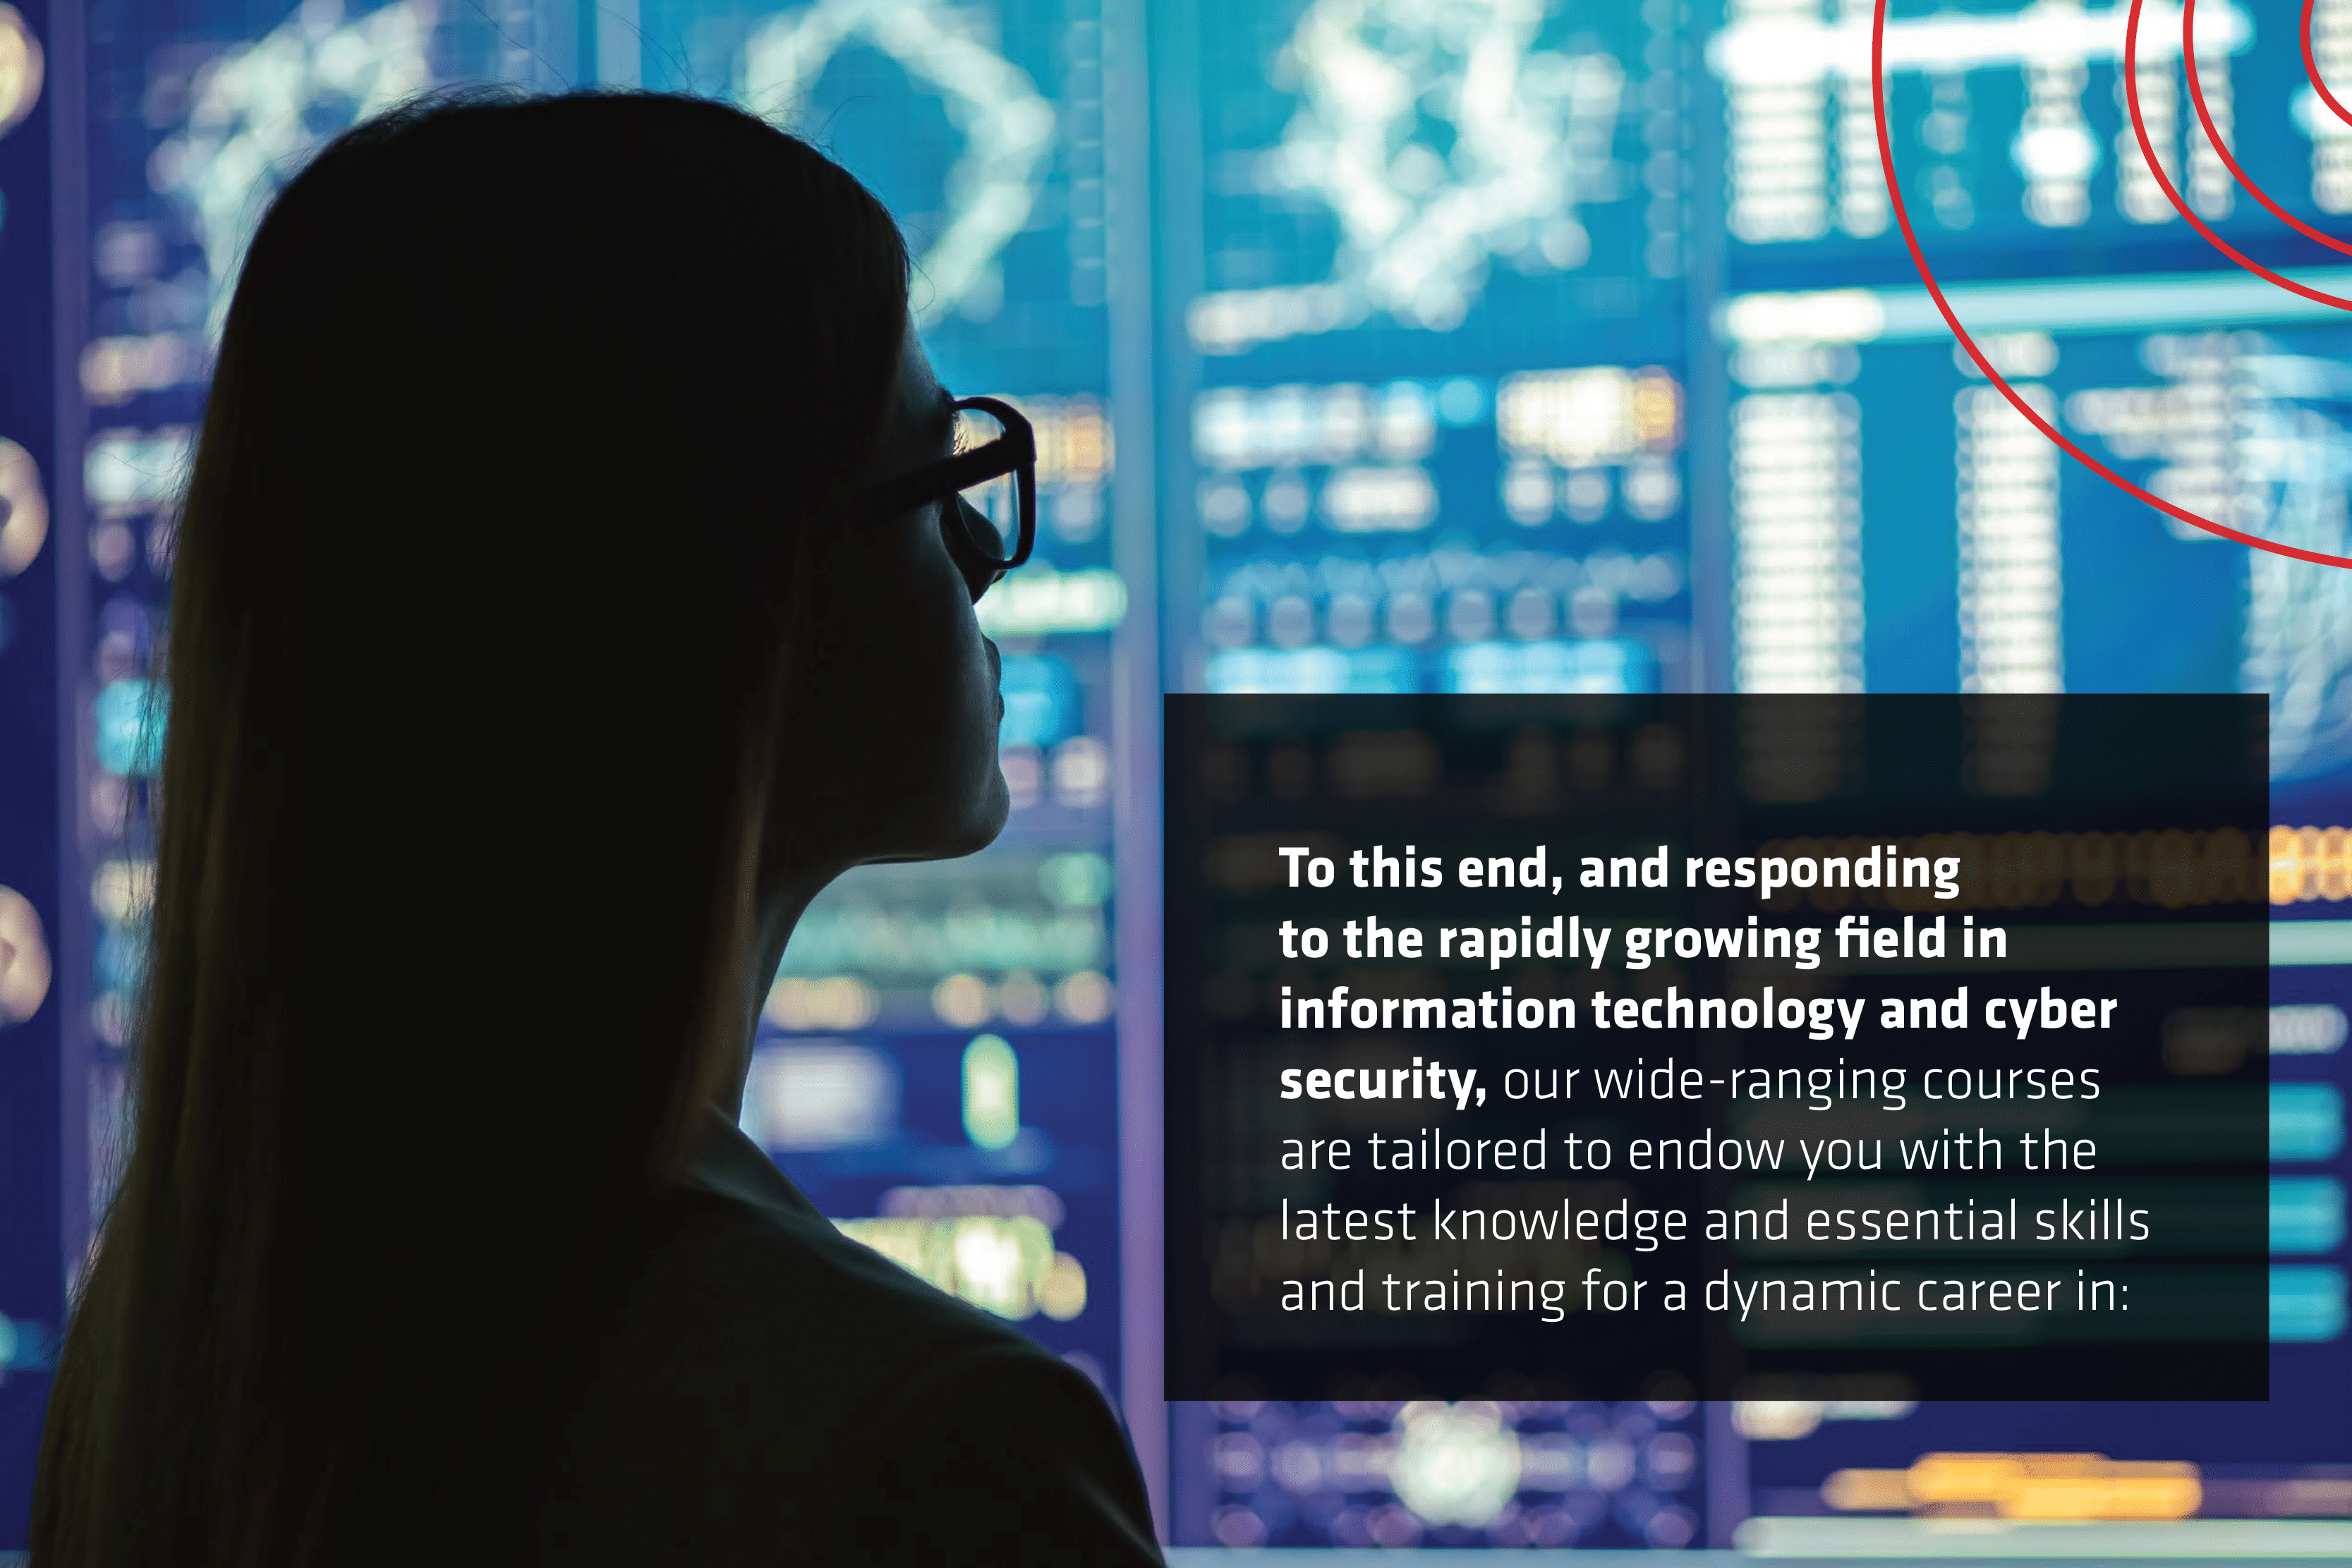 To this end, and responding
to the rapidly growing field in
information technology and cyber
security, our wide-ranging courses
are tailored to endow you with the
latest knowledge and essential skills
and training for a dynamic career in: